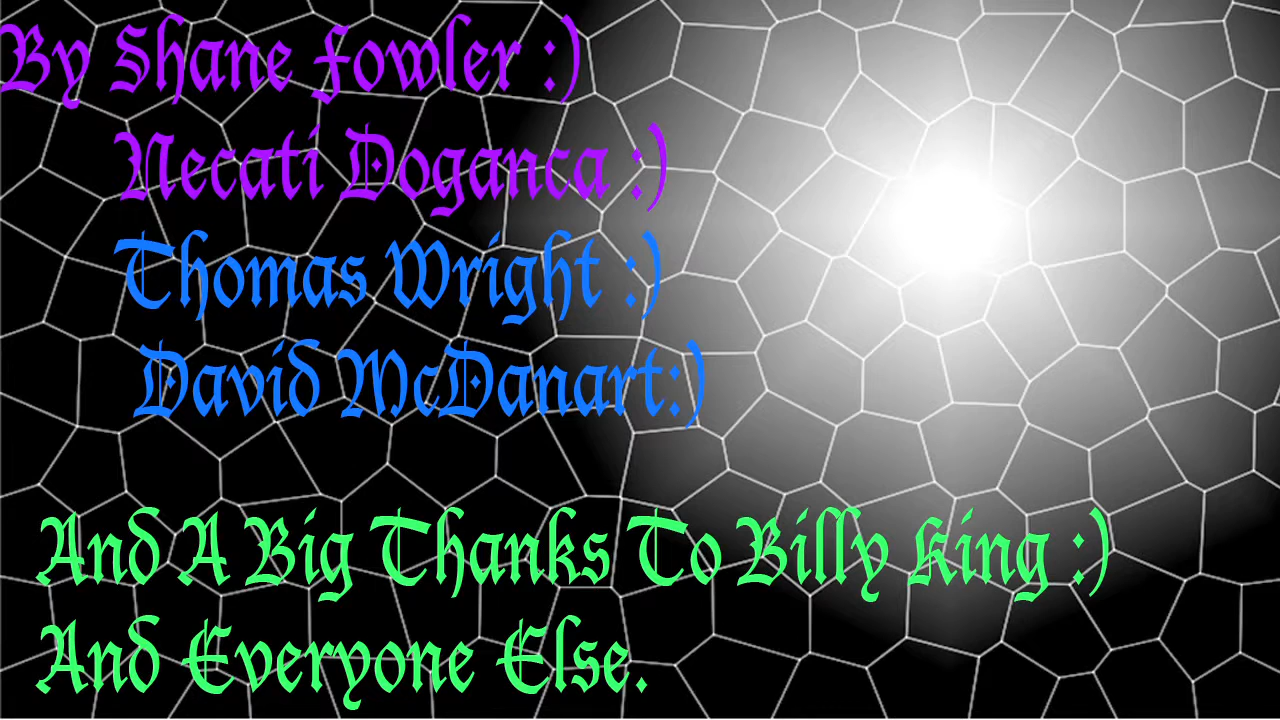 By Shane Fowler :)
Necati Doganca :)
Thomas Wright :)
David McDanart:)
And A Big Thanks To Billy King :)
And Everyone Else.